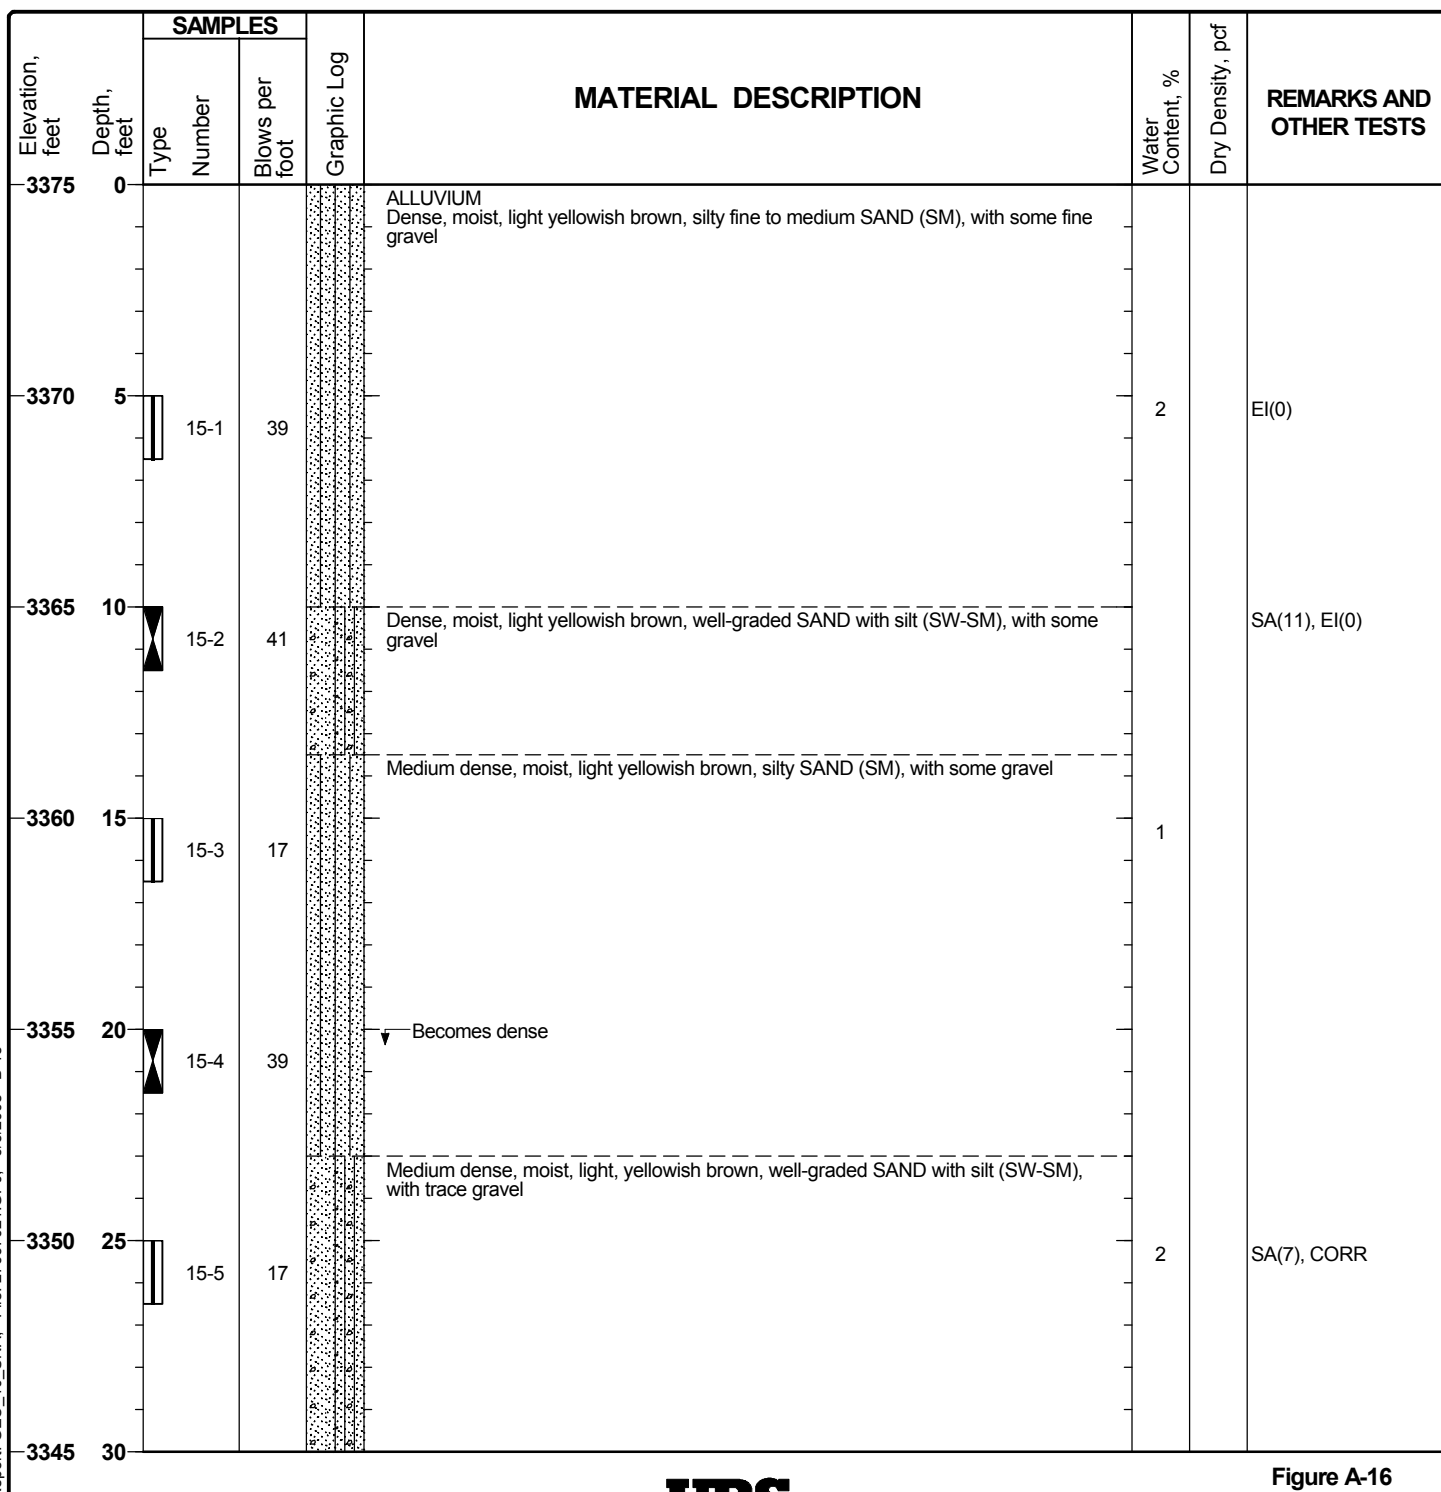 SAMPLES
Elevation, feet
Depth, feet
Type
Number
Blows per foot
Graphic Log
MATERIAL DESCRIPTION
Water Content, %
Dry Density, pcf
REMARKS AND
OTHER TESTS
3375 0
ALLUVIUM
Dense, moist, light yellowish brown, silty fine to medium SAND (SM), with some fine
gravel
3370 5
15-1 39 2 EI(0)
3365 10
Dense, moist, light yellowish brown, well-graded SAND with silt (SW-SM), with some
gravel
15-2 41 SA(11), EI(0)
Medium dense, moist, light yellowish brown, silty SAND (SM), with some gravel
3360 15
15-3 17 1
3355 20
Becomes dense
15-4 39
Medium dense, moist, light, yellowish brown, well-graded SAND with silt (SW-SM),
with trace gravel
3350 25
15-5 17 2 SA(7), CORR
3345 30
Figure A-16
URS